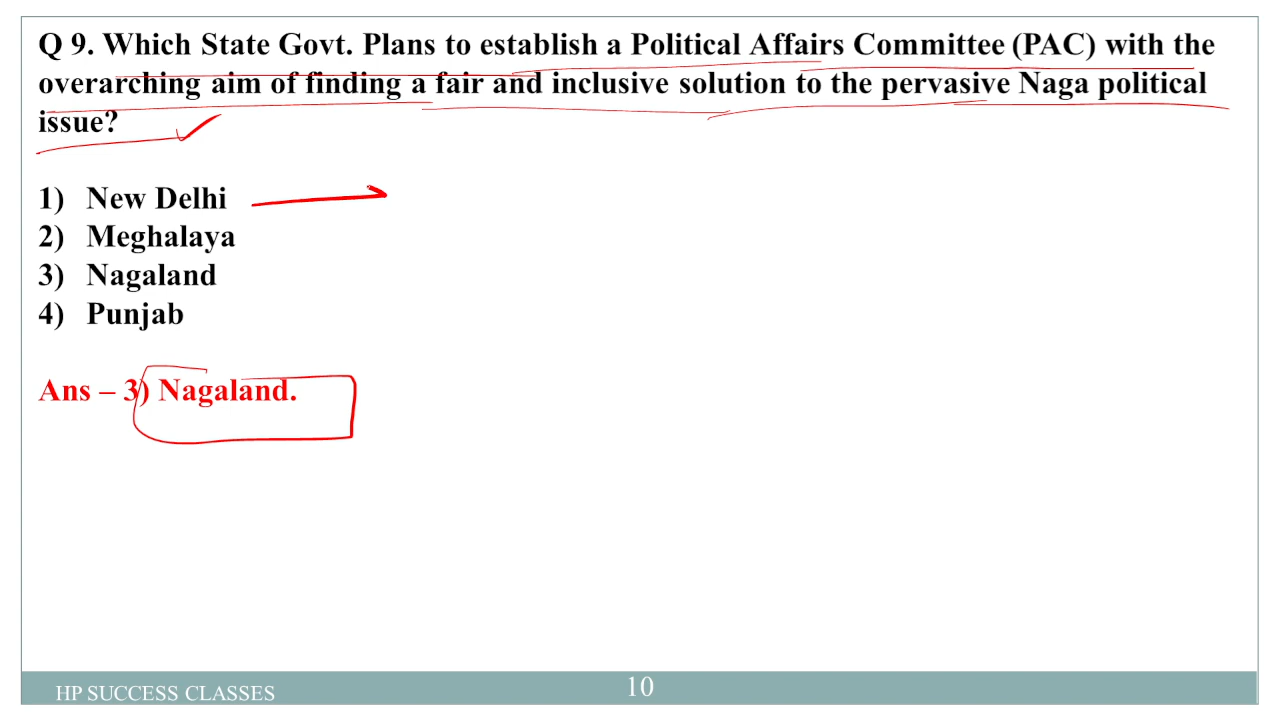 Q 9. Which State Govt. Plans to establish a Political Affairs Committee (PAC) with the
overarching aim of finding a fair and inclusive solution to the pervasive Naga political
issue?
1) New Delhi
2) Meghalaya
3) Nagaland
4) Punjab
Ans – 3) Nagaland.
HP SUCCESS CLASSES
10